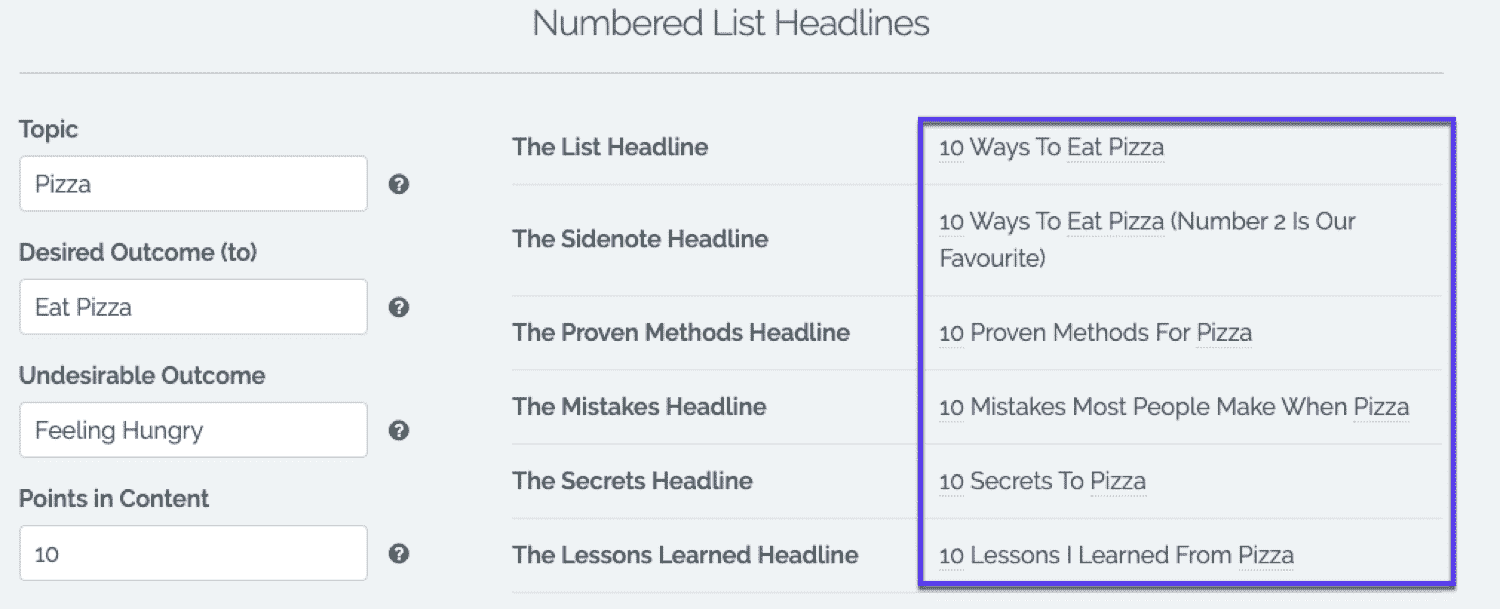 Numbered List Headlines
Topic
Pizza
Desired Outcome (to)
Eat Pizza
Undesirable Outcome
Feeling Hungry
Points in Content
10
The List Headline
10 Ways To Eat Pizza
The Sidenote Headline
10 Ways To Eat Pizza (Number 2 Is Our
Favourite)
The Proven Methods Headline
10 Proven Methods For Pizza
The Mistakes Headline
10 Mistakes Most People Make When Pizza
The Secrets Headline
10 Secrets To Pizza
The Lessons Learned Headline
10 Lessons I Learned From Pizza